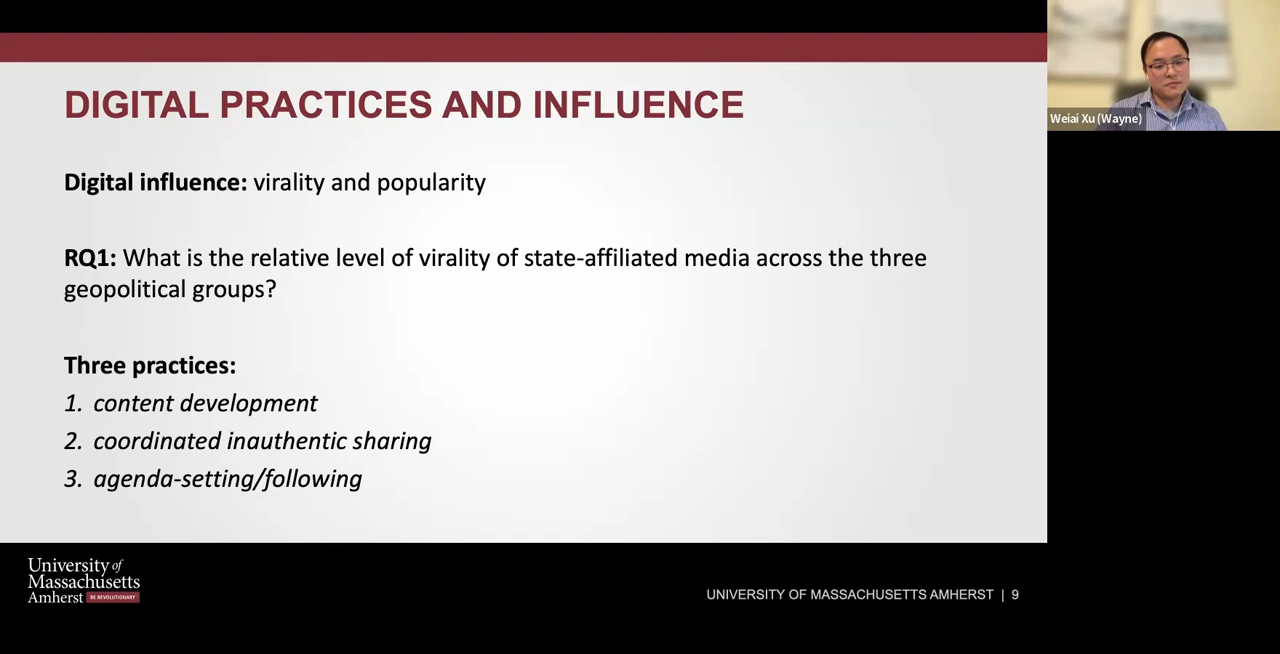 DIGITAL PRACTICES AND INFLUENCE
Digital influence: virality and popularity
RQ1: What is the relative level of virality of state-affiliated media across the three
geopolitical groups?
Three practices:
1. content development
2. coordinated inauthentic sharing
3. agenda-setting/following
University of
Massachusetts
Amherst BE REVOLUTIONARY
UNIVERSITY OF MASSACHUSETTS AMHERST | 9
Weiai Xu (Wayne)